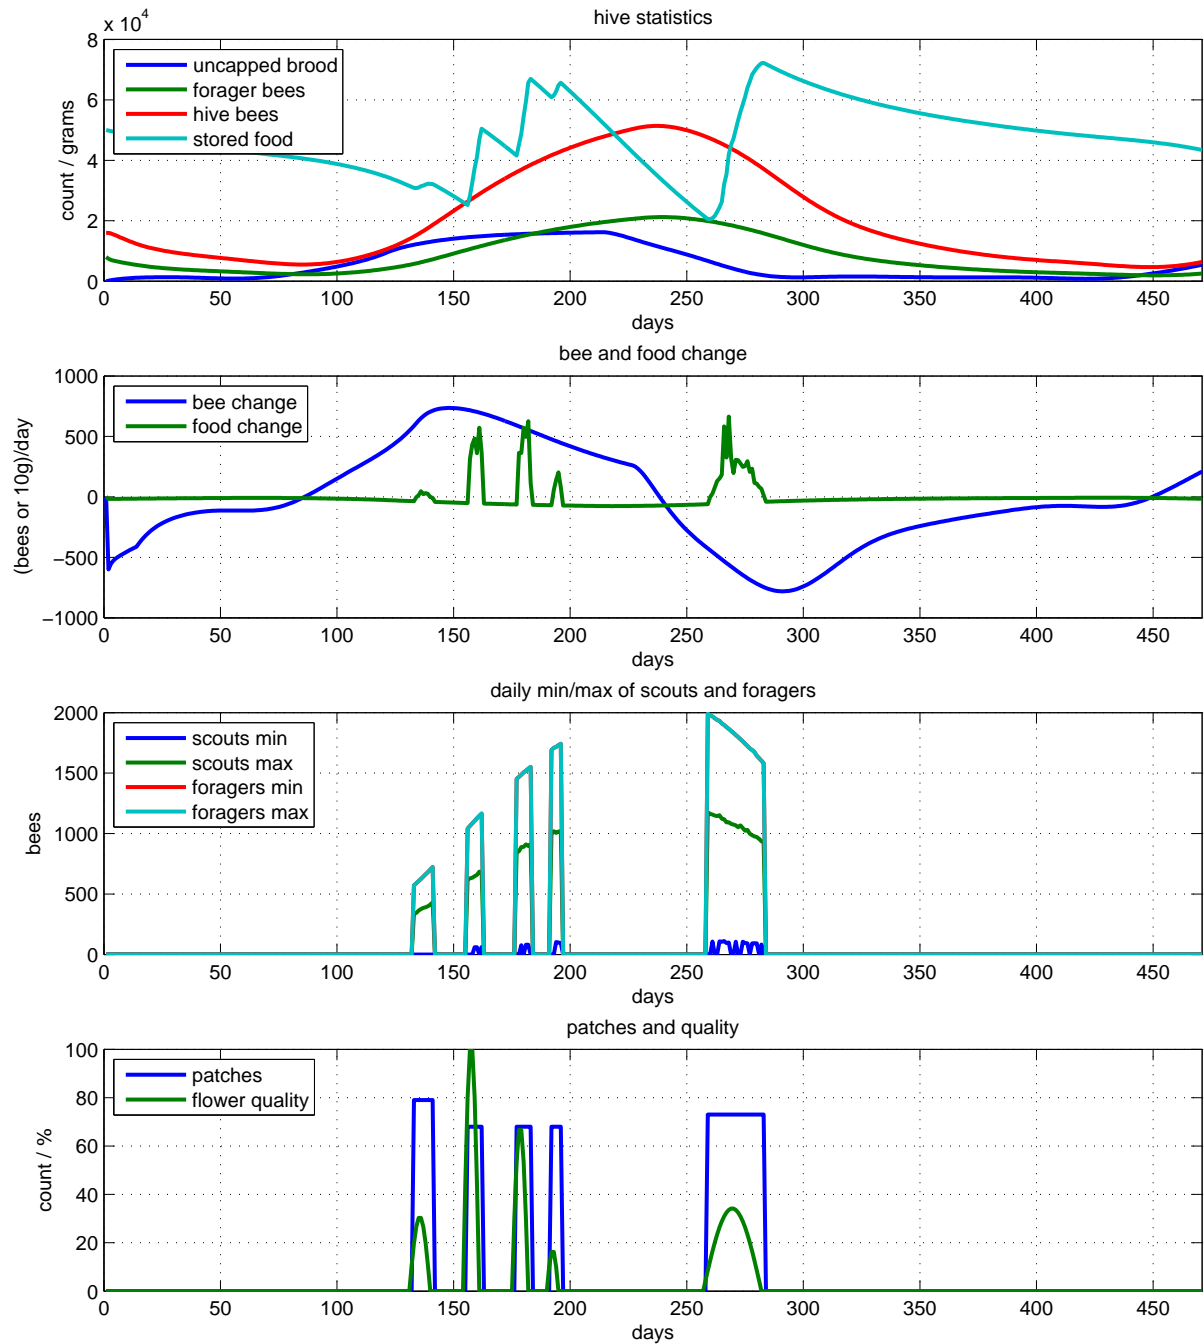 hive statistics
x 10^4
8
6
4
2
0
count / grams
uncapped brood
forager bees
hive bees
stored food
0 50 100 150 200 250 300 350 400 450
days
bee and food change
1000
500
0
−500
−1000
(bees or 10g)/day
bee change
food change
0 50 100 150 200 250 300 350 400 450
days
daily min/max of scouts and foragers
2000
1500
1000
500
0
bees
scouts min
scouts max
foragers min
foragers max
0 50 100 150 200 250 300 350 400 450
days
patches and quality
100
80
60
40
20
0
count / %
patches
flower quality
0 50 100 150 200 250 300 350 400 450
days